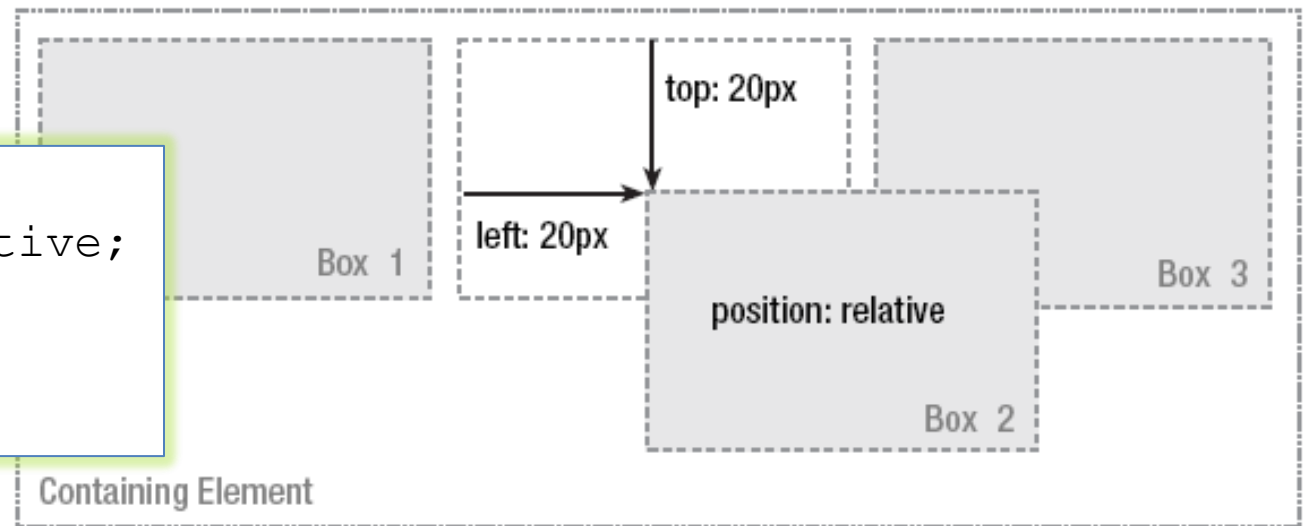 top: 20px
left: 20px
tive;
Box 1
Box 3
position: relative
Box 2
Containing Element